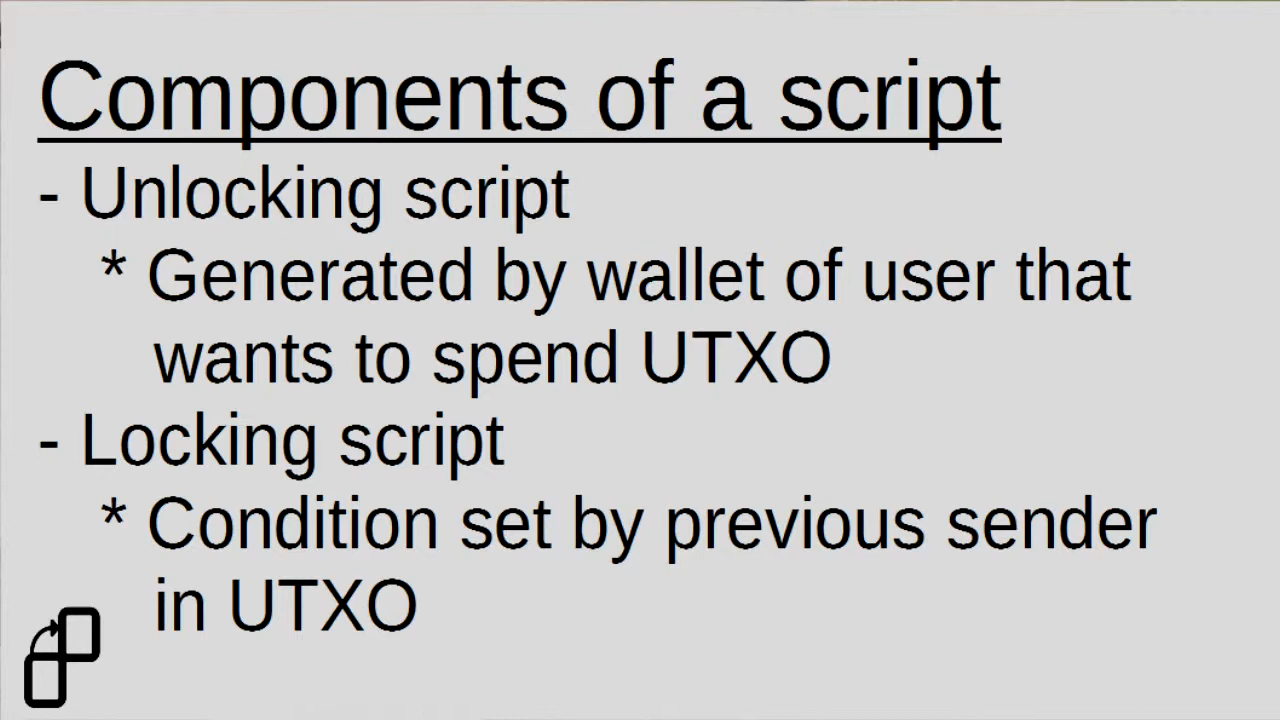 Components of a script
- Unlocking script
* Generated by wallet of user that
wants to spend UTXO
- Locking script
* Condition set by previous sender
in UTXO